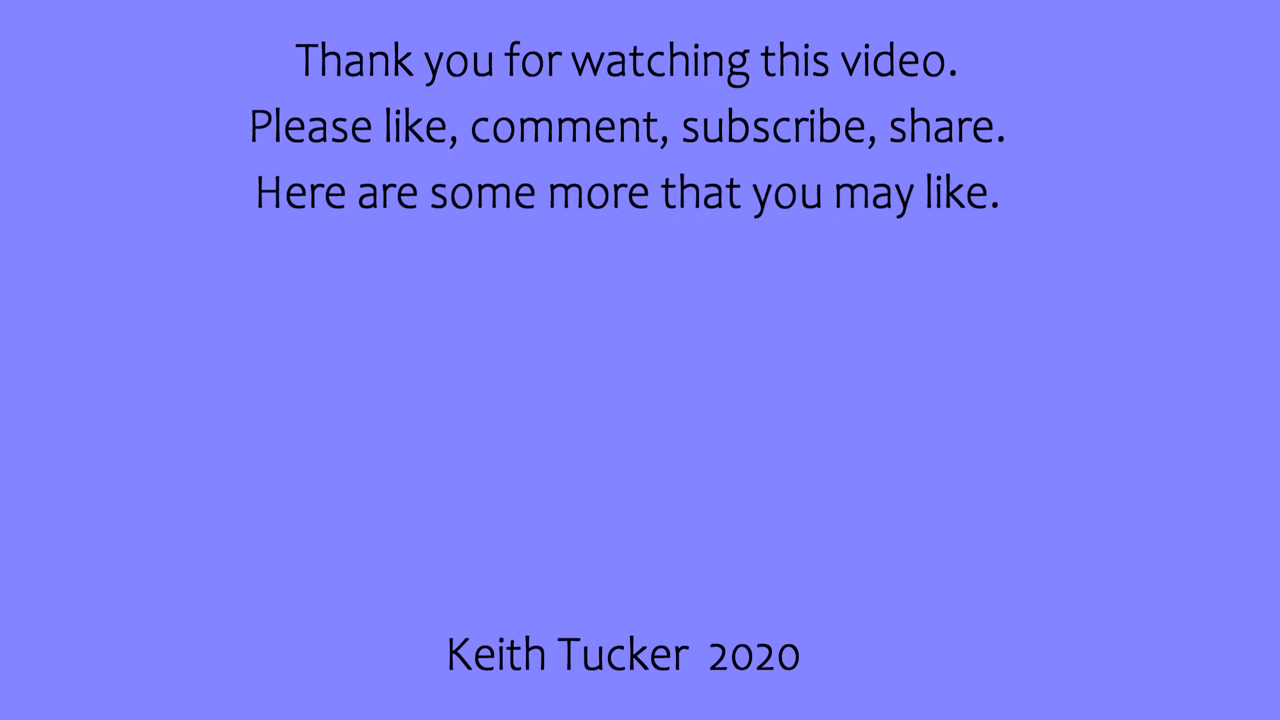 Thank you for watching this video.
Please like, comment, subscribe, share.
Here are some more that you may like.
Keith Tucker 2020